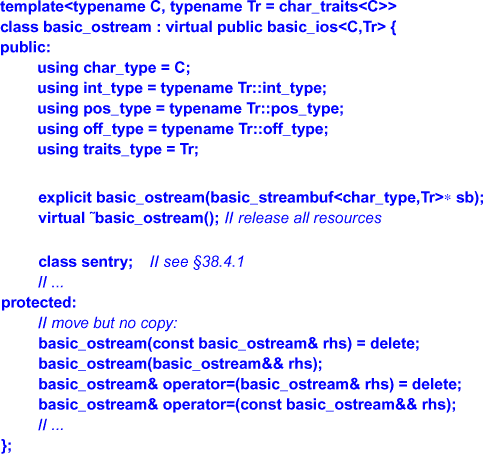 template<typename C, typename Tr = char_traits<C>>
class basic_ostream : virtual public basic_ios<C,Tr> {
public:
using char_type = C;
using int_type = typename Tr::int_type;
using pos_type = typename Tr::pos_type;
using off_type = typename Tr::off_type;
using traits_type = Tr;
explicit basic_ostream(basic_streambuf<char_type,Tr>∗ sb);
virtual ˜basic_ostream(); // release all resources
class sentry; // see §38.4.1
// ...
protected:
// move but no copy:
basic_ostream(const basic_ostream& rhs) = delete;
basic_ostream(basic_ostream&& rhs);
basic_ostream& operator=(basic_ostream& rhs) = delete;
basic_ostream& operator=(const basic_ostream&& rhs);
// ...
};